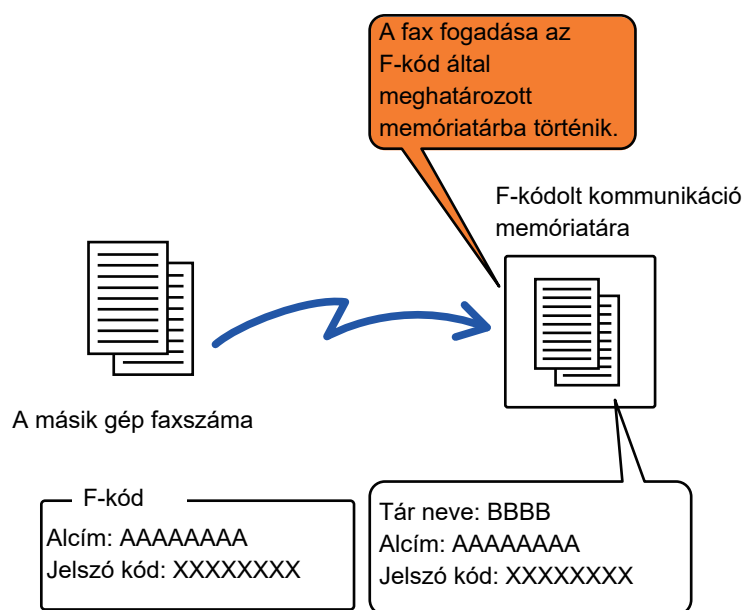 A fax fogadása az
F-kód által
meghatározott
memóriatárba történik.
F-kódolt kommunikáció
memóriatára
A másik gép faxszáma
F-kód
Alcím: AAAAAAAA
Jelszó kód: XXXXXXXX
Tár neve: BBBB
Alcím: AAAAAAAA
Jelszó kód: XXXXXXXX